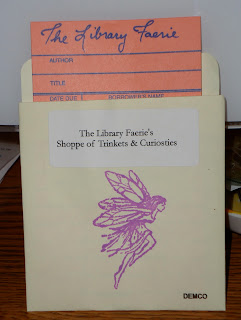 The Library Faerie
AUTHOR
TITLE
DATE DUE BORROWER'S NAME
The Library Faerie's
Shoppe of Trinkets & Curiosties
DEMCO